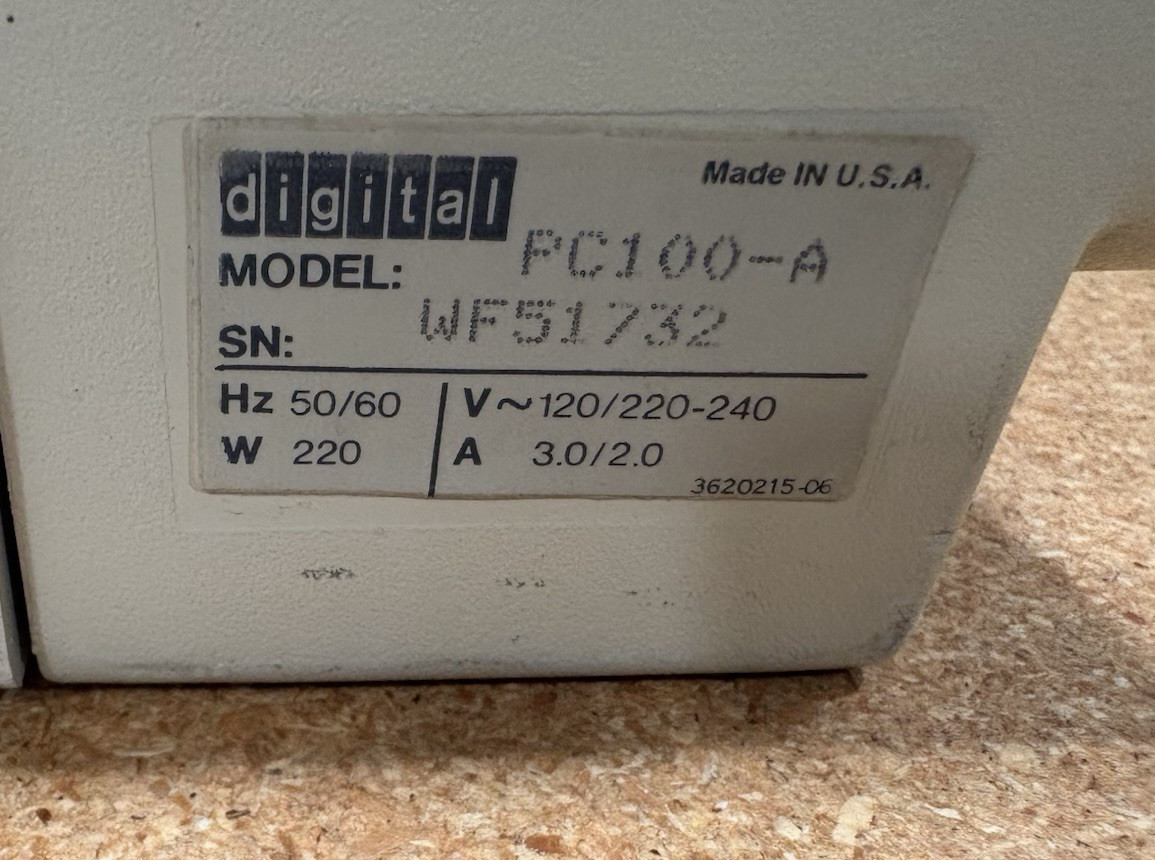 digital
Made IN U.S.A.
MODEL: PC100-A
SN: WF51732
Hz 50/60
V~120/220-240
W 220
A 3.0/2.0
3620215-06